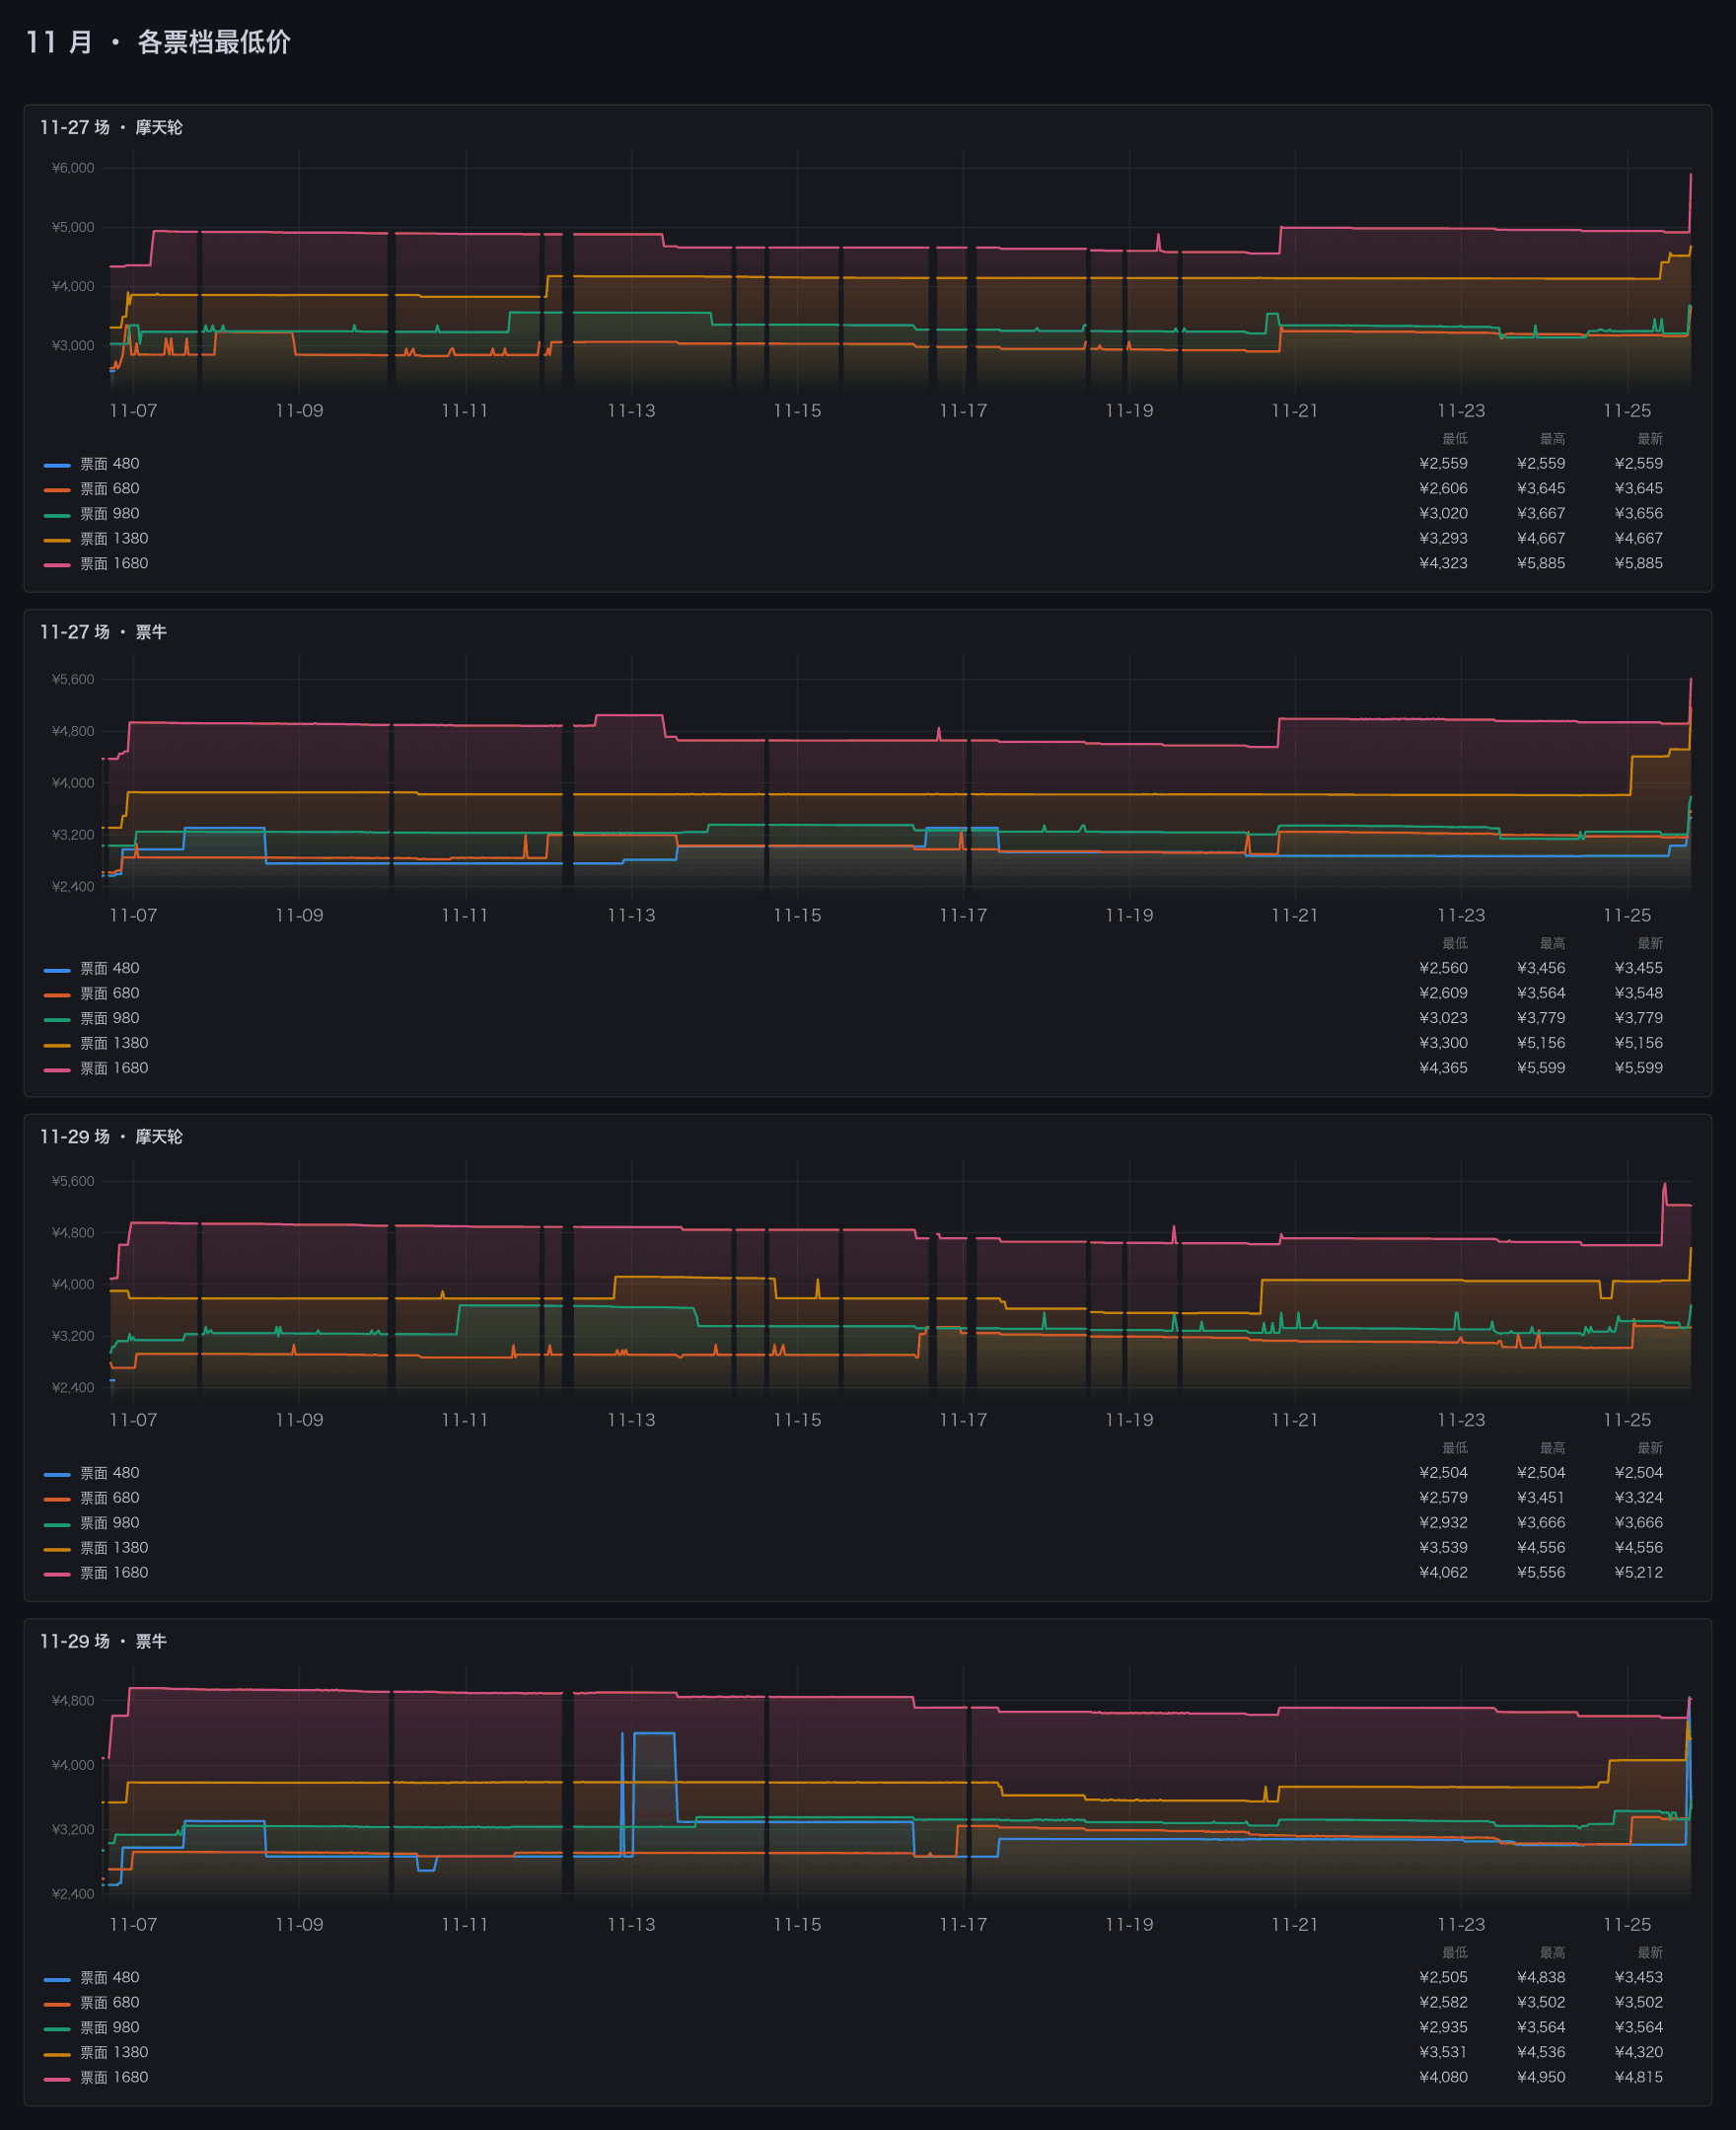 11 月 · 各票档最低价
11-27 场 · 摩天轮
¥6,000
¥5,000
¥4,000
¥3,000
11-07 11-09 11-11 11-13 11-15 11-17 11-19 11-21 11-23 11-25
最低 最高 最新
票面 480 ¥2,559 ¥2,559 ¥2,559
票面 680 ¥2,606 ¥3,645 ¥3,645
票面 980 ¥3,020 ¥3,667 ¥3,656
票面 1380 ¥3,293 ¥4,667 ¥4,667
票面 1680 ¥4,323 ¥5,885 ¥5,885
11-27 场 · 票牛
¥5,600
¥4,800
¥4,000
¥3,200
¥2,400
11-07 11-09 11-11 11-13 11-15 11-17 11-19 11-21 11-23 11-25
最低 最高 最新
票面 480 ¥2,560 ¥3,456 ¥3,455
票面 680 ¥2,609 ¥3,564 ¥3,548
票面 980 ¥3,023 ¥3,779 ¥3,779
票面 1380 ¥3,300 ¥5,156 ¥5,156
票面 1680 ¥4,365 ¥5,599 ¥5,599
11-29 场 · 摩天轮
¥5,600
¥4,800
¥4,000
¥3,200
¥2,400
11-07 11-09 11-11 11-13 11-15 11-17 11-19 11-21 11-23 11-25
最低 最高 最新
票面 480 ¥2,504 ¥2,504 ¥2,504
票面 680 ¥2,579 ¥3,451 ¥3,324
票面 980 ¥2,932 ¥3,666 ¥3,666
票面 1380 ¥3,539 ¥4,556 ¥4,556
票面 1680 ¥4,062 ¥5,556 ¥5,212
11-29 场 · 票牛
¥4,800
¥4,000
¥3,200
¥2,400
11-07 11-09 11-11 11-13 11-15 11-17 11-19 11-21 11-23 11-25
最低 最高 最新
票面 480 ¥2,505 ¥4,838 ¥3,453
票面 680 ¥2,582 ¥3,502 ¥3,502
票面 980 ¥2,935 ¥3,564 ¥3,564
票面 1380 ¥3,531 ¥4,536 ¥4,320
票面 1680 ¥4,080 ¥4,950 ¥4,815